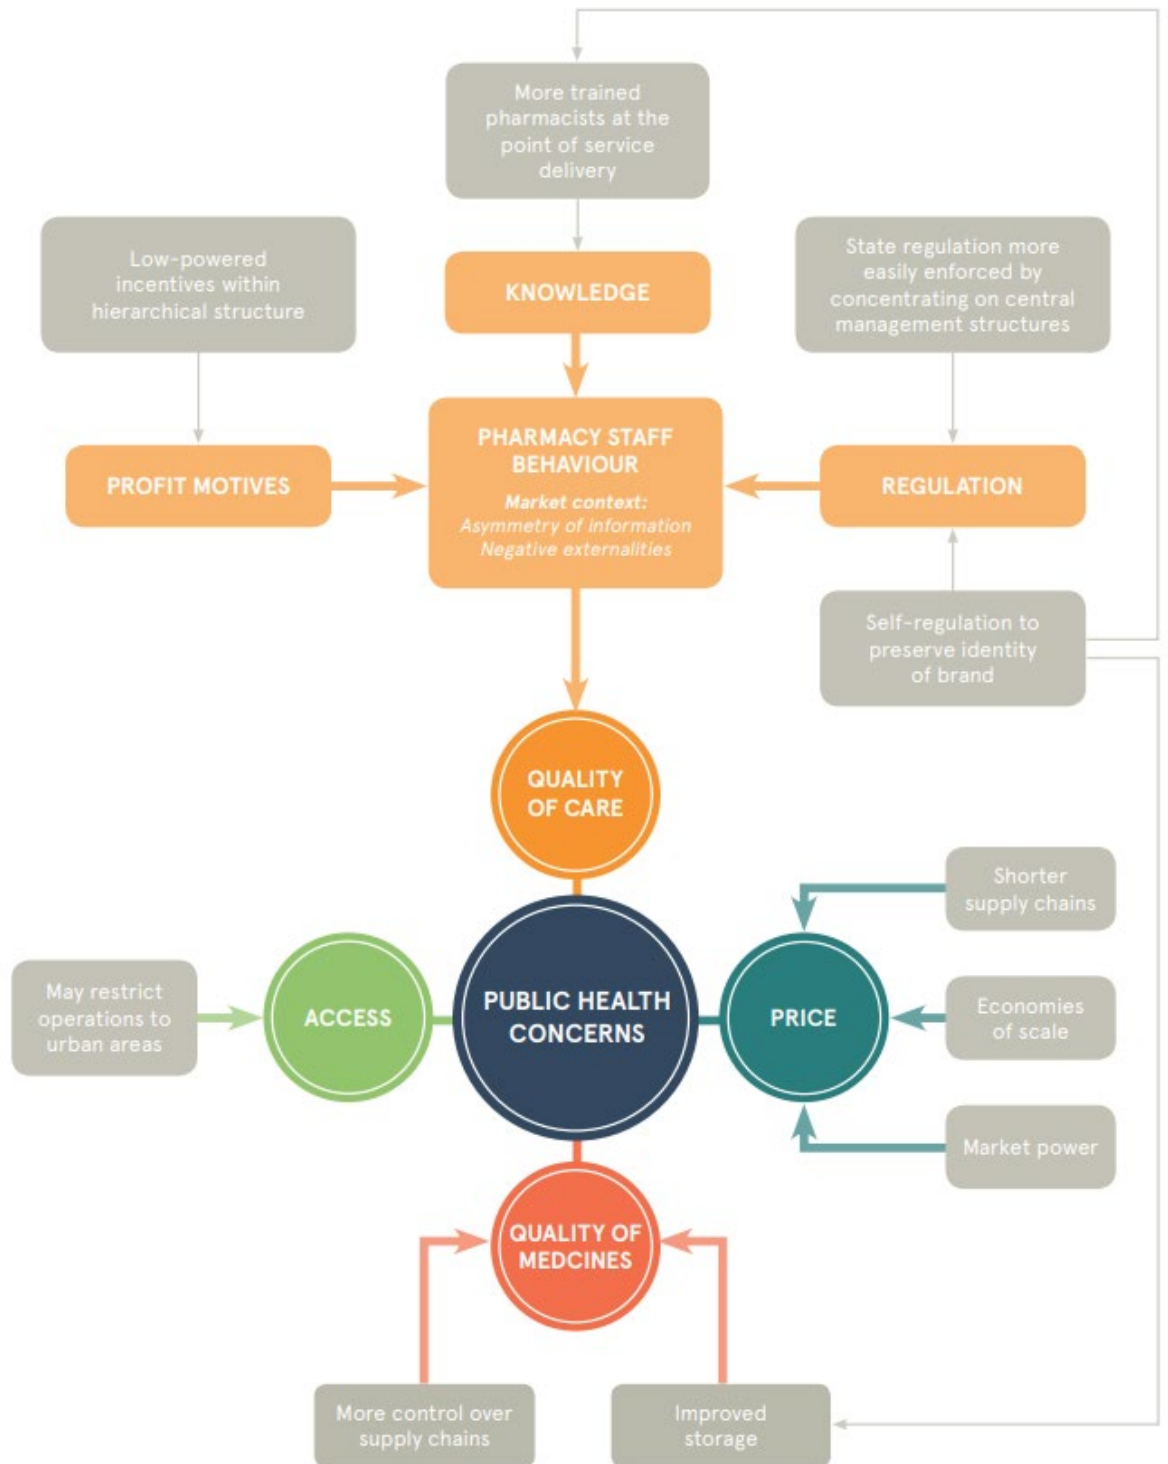 More trained
pharmacists at the
point of service
delivery
Low-powered
incentives within
hierarchical structure
KNOWLEDGE
State regulation more
easily enforced by
concentrating on central
management structures
PROFIT MOTIVES
PHARMACY STAFF
BEHAVIOUR
Market context:
Asymmetry of information
Negative externalities
REGULATION
Self-regulation to
preserve identity
of brand
QUALITY
OF CARE
Shorter
supply chains
May restrict
operations to
urban areas
ACCESS
PUBLIC HEALTH
CONCERNS
PRICE
Economies
of scale
Market power
QUALITY OF
MEDCINES
More control over
supply chains
Improved
storage